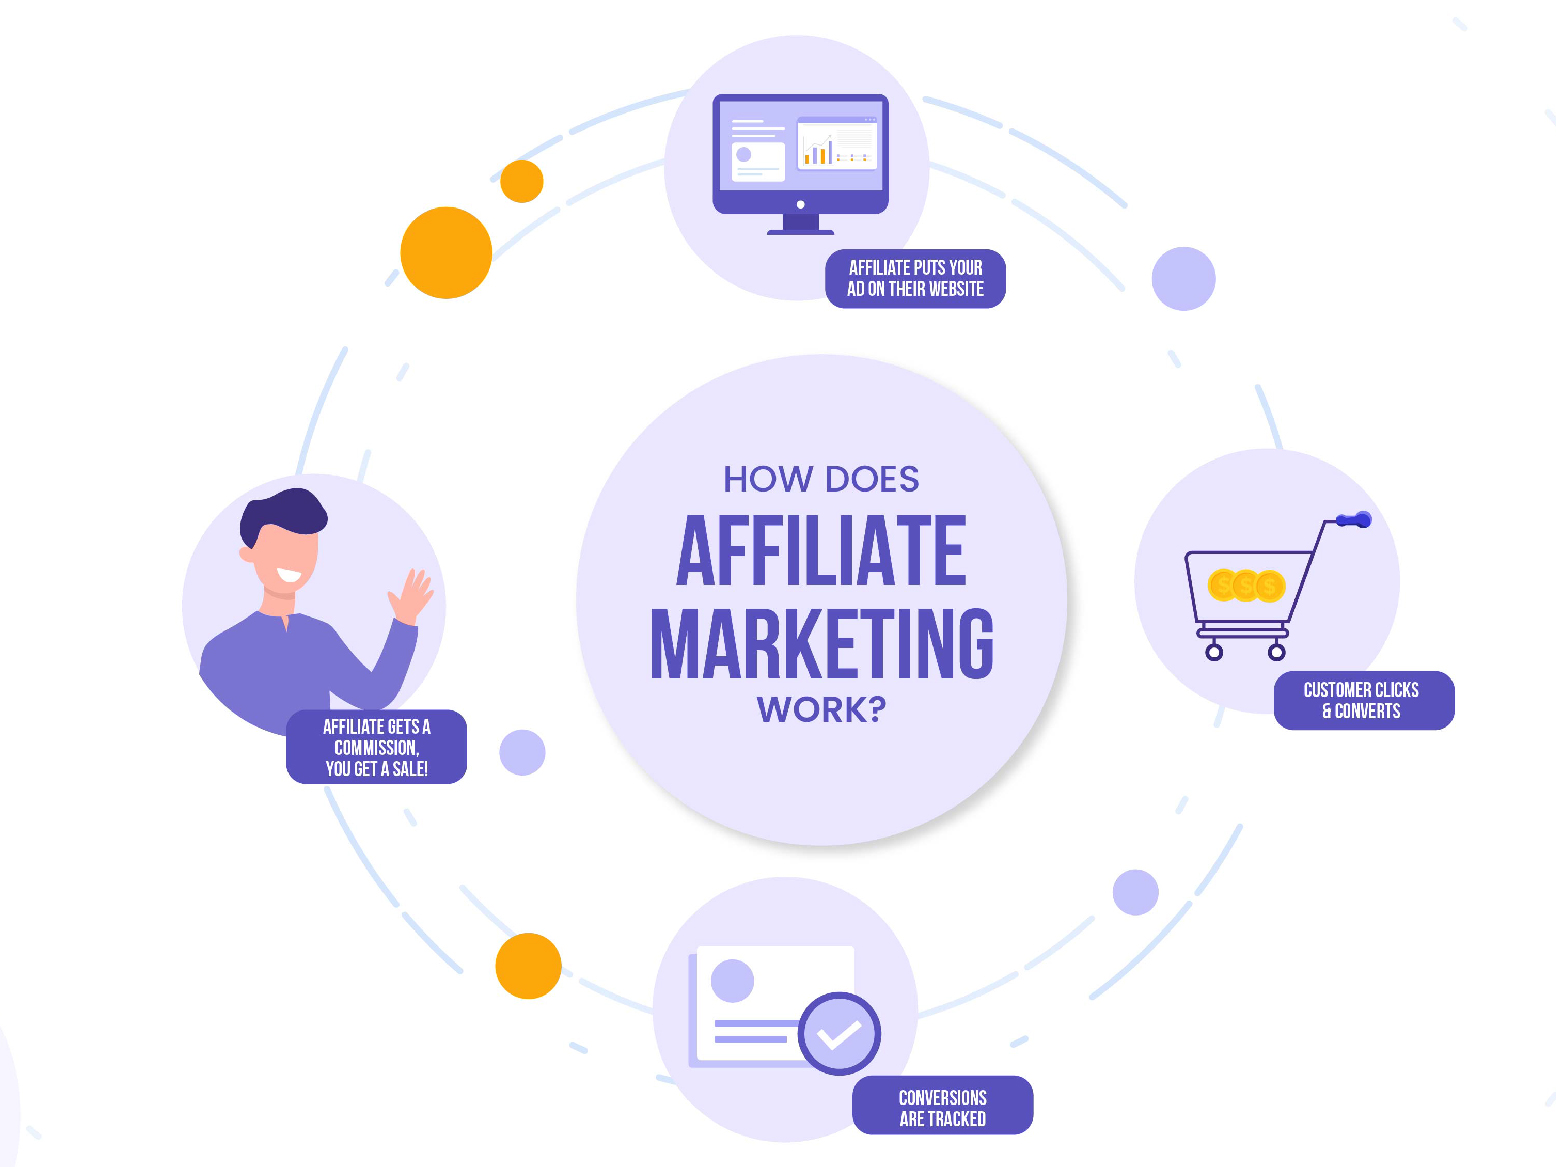 AFFILIATE PUTS YOUR
AD ON THEIR WEBSITE
HOW DOES
AFFILIATE
MARKETING
WORK?
CUSTOMER CLICKS
& CONVERTS
CONVERSIONS
ARE TRACKED
AFFILIATE GETS A
COMMISSION,
YOU GET A SALE!